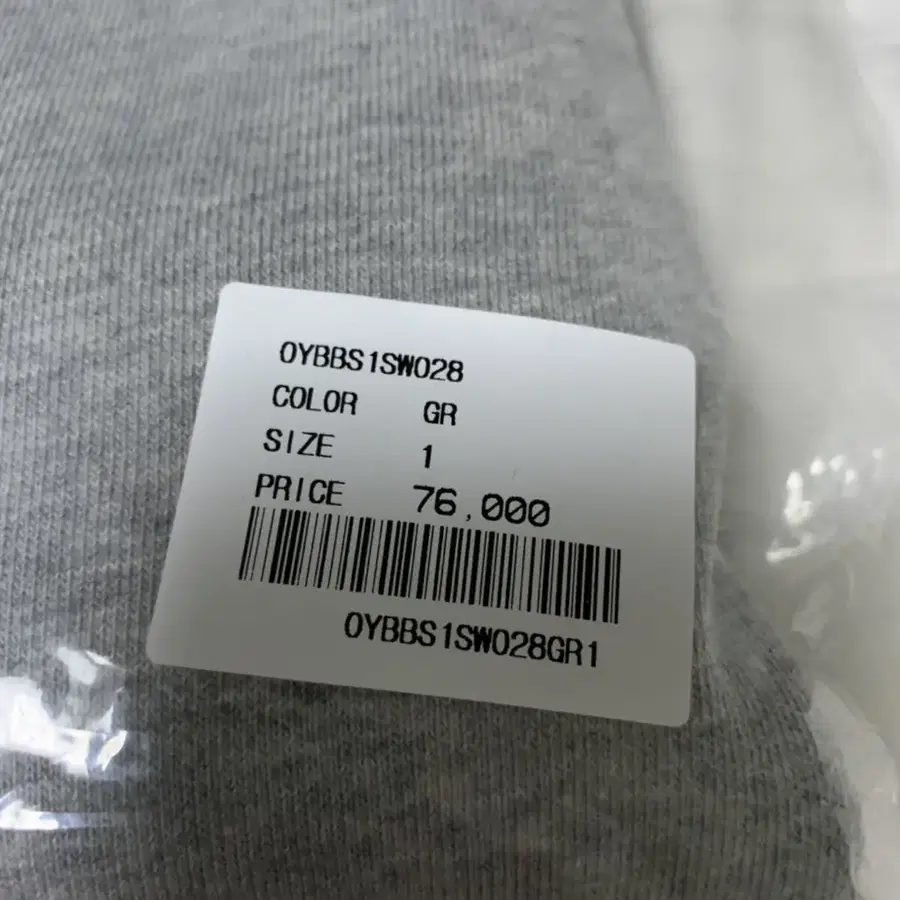 OYBBS1SW028
COLOR GR
SIZE 1
PRICE 76,000
OYBBS1SW028GR1